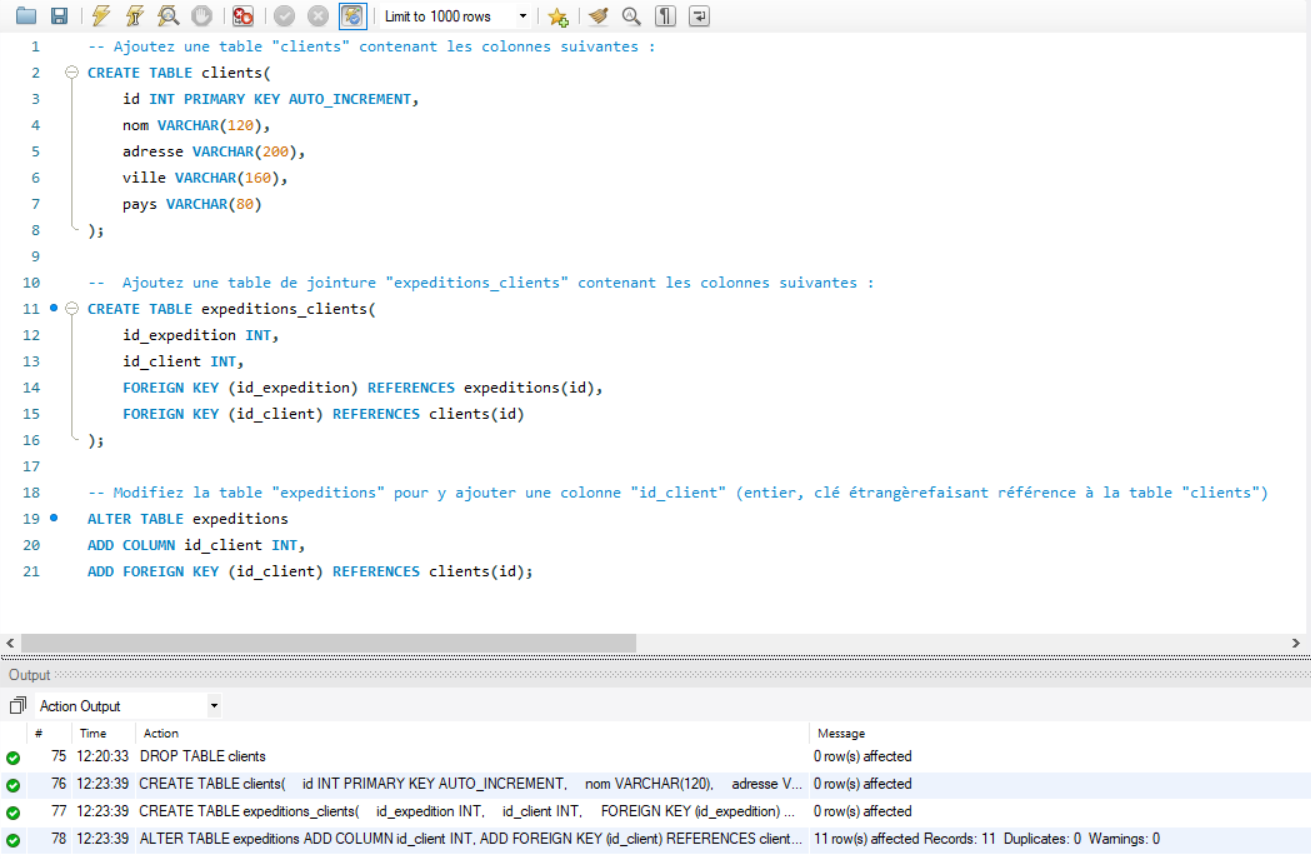 Limit to 1000 rows
1 -- Ajoutez une table "clients" contenant les colonnes suivantes :
2 CREATE TABLE clients(
3 id INT PRIMARY KEY AUTO_INCREMENT,
4 nom VARCHAR(120),
5 adresse VARCHAR(200),
6 ville VARCHAR(160),
7 pays VARCHAR(80)
8 );
9
10 -- Ajoutez une table de jointure "expeditions_clients" contenant les colonnes suivantes :
11 CREATE TABLE expeditions_clients(
12 id_expedition INT,
13 id_client INT,
14 FOREIGN KEY (id_expedition) REFERENCES expeditions(id),
15 FOREIGN KEY (id_client) REFERENCES clients(id)
16 );
17
18 -- Modifiez la table "expeditions" pour y ajouter une colonne "id_client" (entier, clé étrangèrefaisant référence à la table "clients")
19 ALTER TABLE expeditions
20 ADD COLUMN id_client INT,
21 ADD FOREIGN KEY (id_client) REFERENCES clients(id);
Output
Action Output
# Time Action Message
75 12:20:33 DROP TABLE clients 0 row(s) affected
76 12:23:39 CREATE TABLE clients( id INT PRIMARY KEY AUTO_INCREMENT, nom VARCHAR(120), adresse V... 0 row(s) affected
77 12:23:39 CREATE TABLE expeditions_clients( id_expedition INT, id_client INT, FOREIGN KEY (id_expedition) ... 0 row(s) affected
78 12:23:39 ALTER TABLE expeditions ADD COLUMN id_client INT, ADD FOREIGN KEY (id_client) REFERENCES client... 11 row(s) affected Records: 11 Duplicates: 0 Warnings: 0